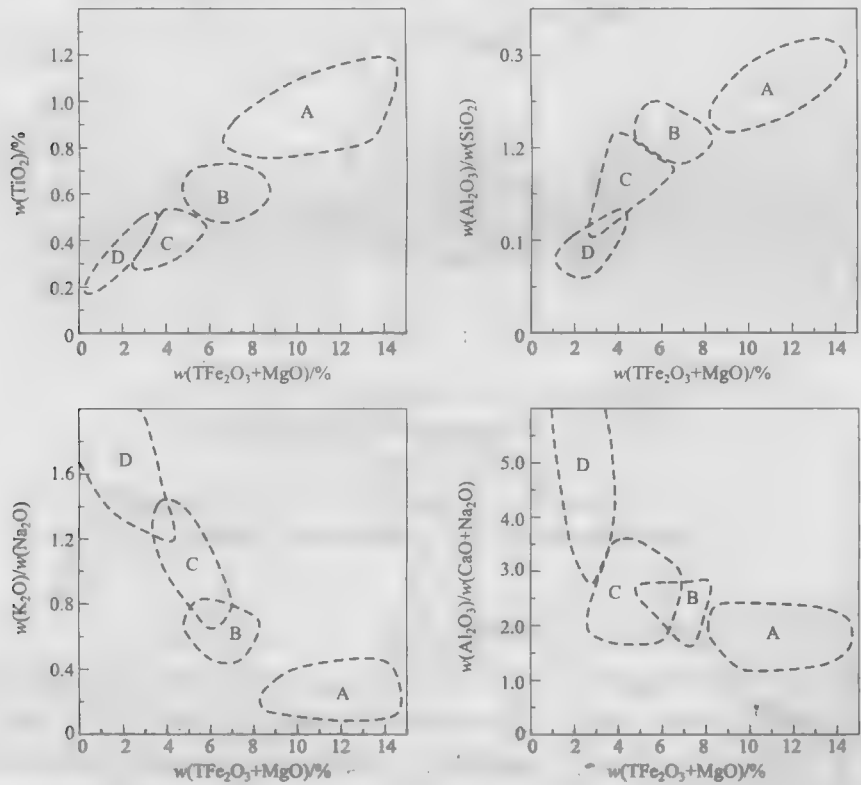 w(TiO₂)/%
1.2
1.0
0.8
0.6
0.4
0.2
0
A
B
C
D
2 4 6 8 10 12 14
w(TFe₂O₃+MgO)/%
w(Al₂O₃)/w(SiO₂)
0.3
1.2
0.1
0
A
B
C
D
0 2 4 6 8 10 12 14
w(TFe₂O₃+MgO)/%
w(K₂O)/w(Na₂O)
1.6
1.2
0.8
0.4
0
D
C
B
A
0 2 4 6 8 10 12 14
w(TFe₂O₃+MgO)/%
w(Al₂O₃)/w(CaO+Na₂O)
5.0
4.0
3.0
2.0
1.0
0
D
C
B
A
0 2 4 6 8 10 12 14
w(TFe₂O₃+MgO)/%